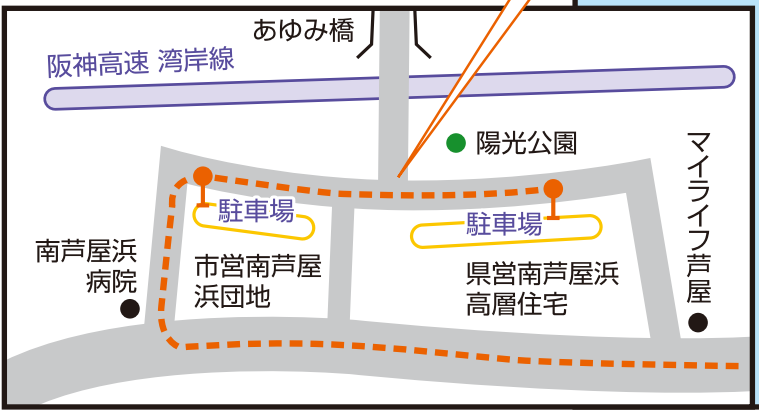 あゆみ橋
阪神高速 湾岸線
陽光公園
マイライフ芦屋
駐車場
駐車場
南芦屋浜
病院
市営南芦屋
浜団地
県営南芦屋浜
高層住宅